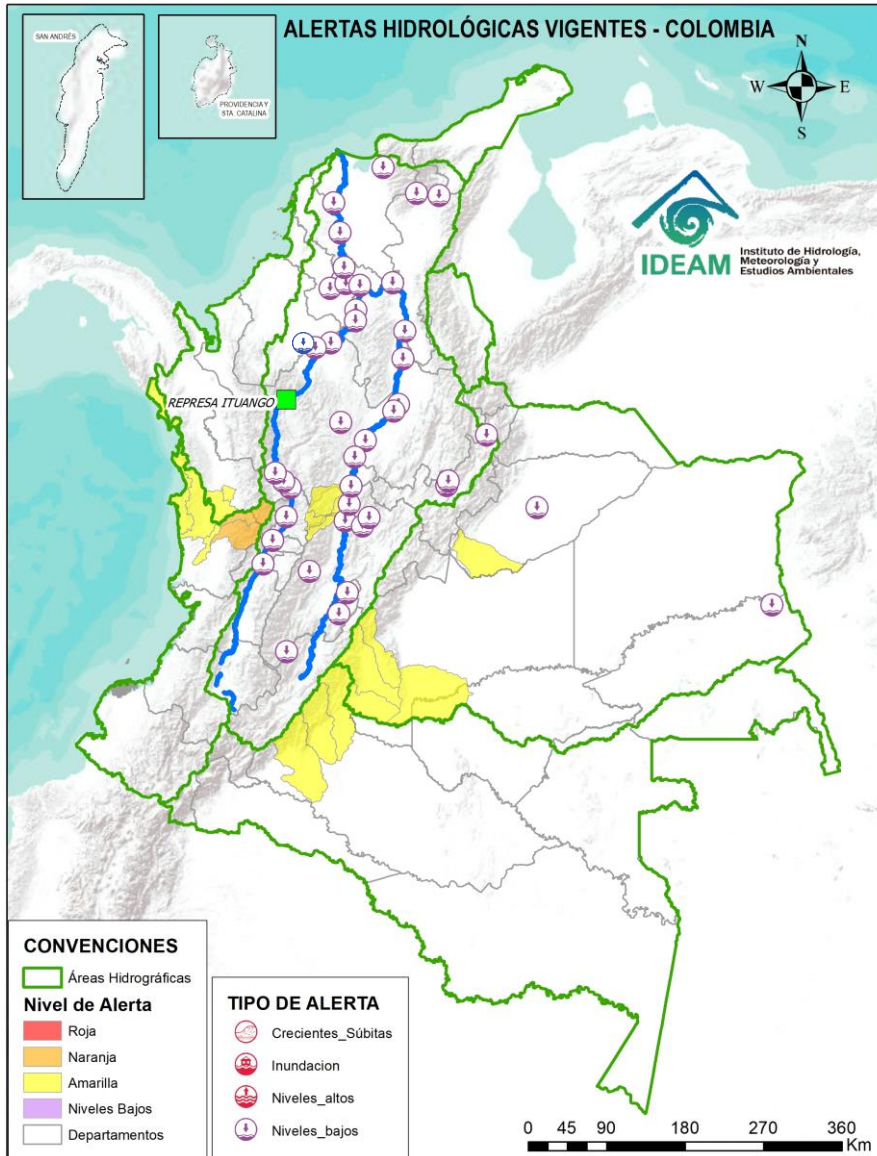 ALERTAS HIDROLÓGICAS VIGENTES - COLOMBIA
SAN ANDRÉS
PROVIDENCIA Y
STA. CATALINA
N
W
E
S
IDEAM
Instituto de Hidrología,
Meteorología y
Estudios Ambientales
REPRESA ITUANGO
CONVENCIONES
Áreas Hidrográficas
Nivel de Alerta
Roja
Naranja
Amarilla
Niveles Bajos
Departamentos
TIPO DE ALERTA
Crecientes_Súbitas
Inundacion
Niveles_altos
Niveles_bajos
0 45 90 180 270 360
Km